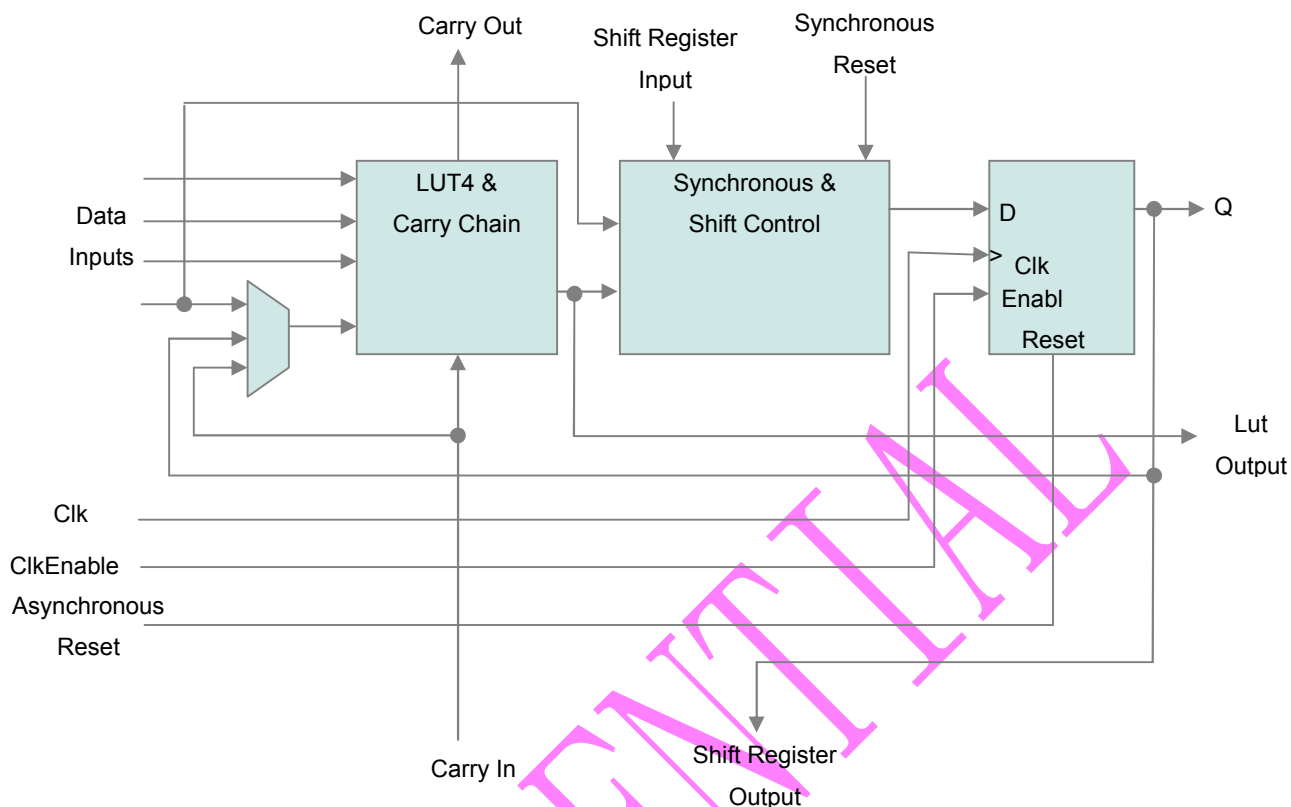 Carry Out
Shift Register
Input
Synchronous
Reset
LUT4 &
Carry Chain
Synchronous &
Shift Control
Data
Inputs
D
Q
>
Clk
Enabl
Reset
Lut
Output
Clk
ClkEnable
Asynchronous
Reset
Carry In
Shift Register
Output
ENTIAL